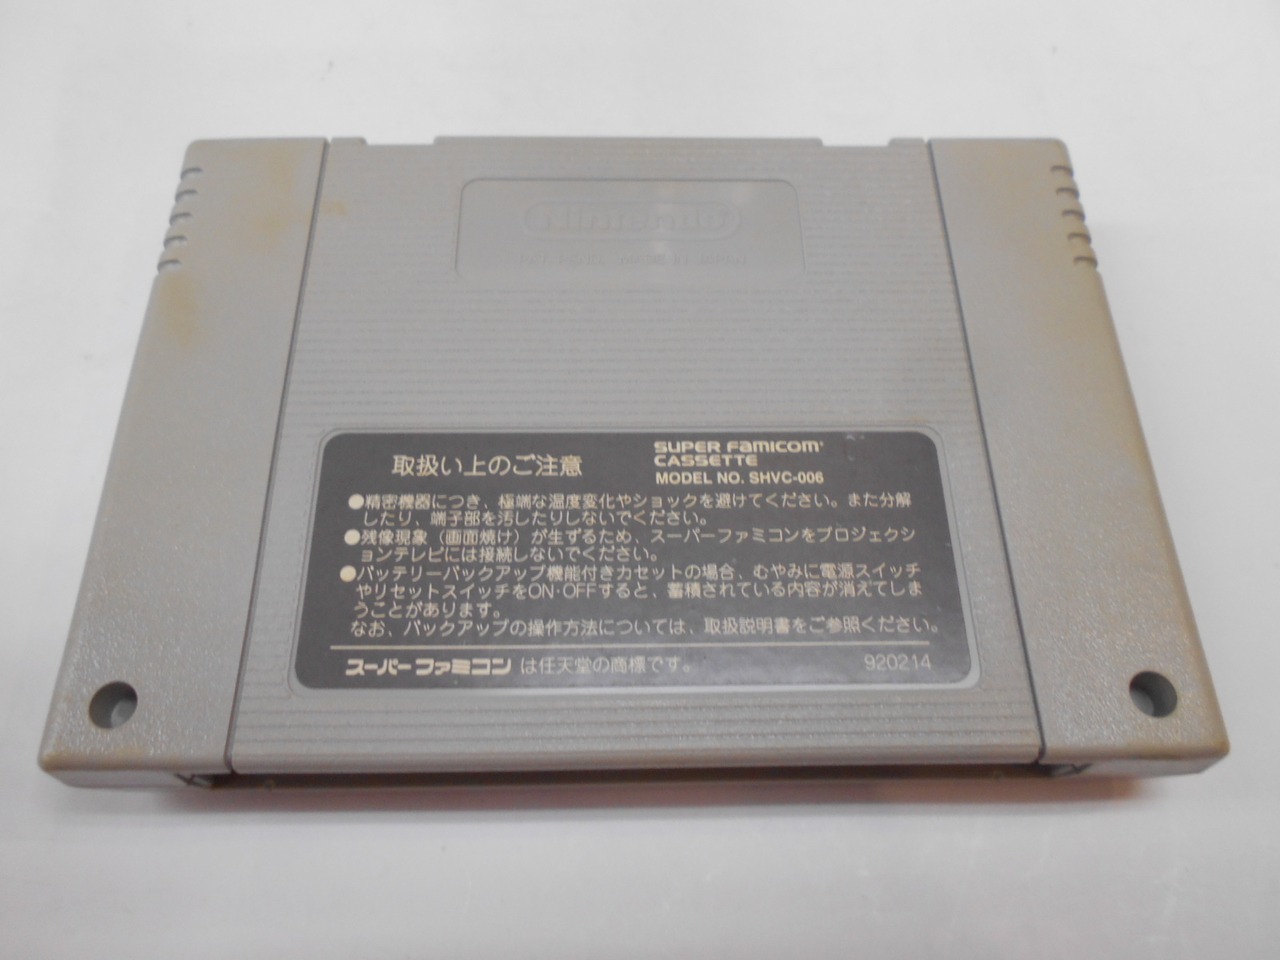 Nintendo
取扱い上のご注意
SUPER FAMICOM
CASSETTE
MODEL NO. SHVC-006
●精密機器につき、極端な温度変化やショックを避けてください。また分解
したり、端子部を汚したりしないでください。
●残像現象(画面焼け)が生ずるため、スーパーファミコンをプロジェクシ
ョンテレビには接続しないでください。
●バッテリーバックアップ機能付きカセットの場合、むやみに電源スイッチ
やリセットスイッチをON・OFFすると、蓄積されている内容が消えてしま
うことがあります。
なお、バックアップの操作方法については、取扱説明書をご参照ください。
スーパーファミコン は任天堂の商標です。 920214